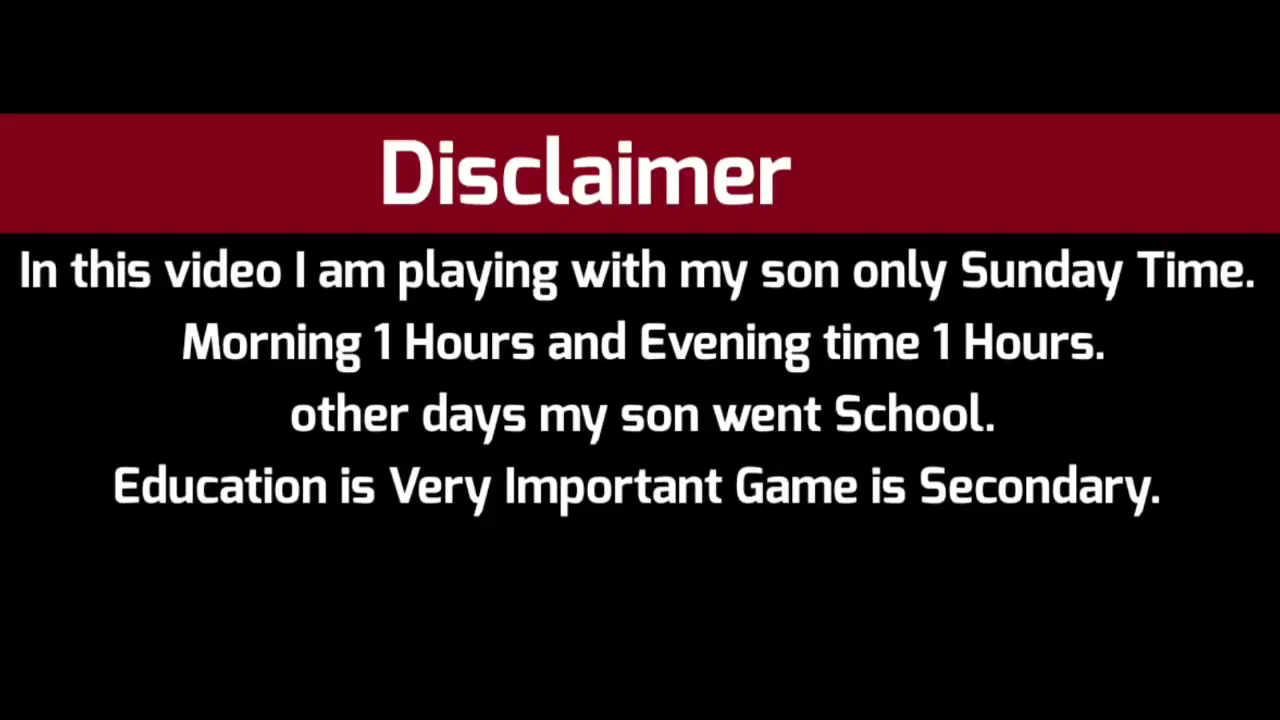 Disclaimer
In this video I am playing with my son only Sunday Time.
Morning 1 Hours and Evening time 1 Hours.
other days my son went School.
Education is Very Important Game is Secondary.